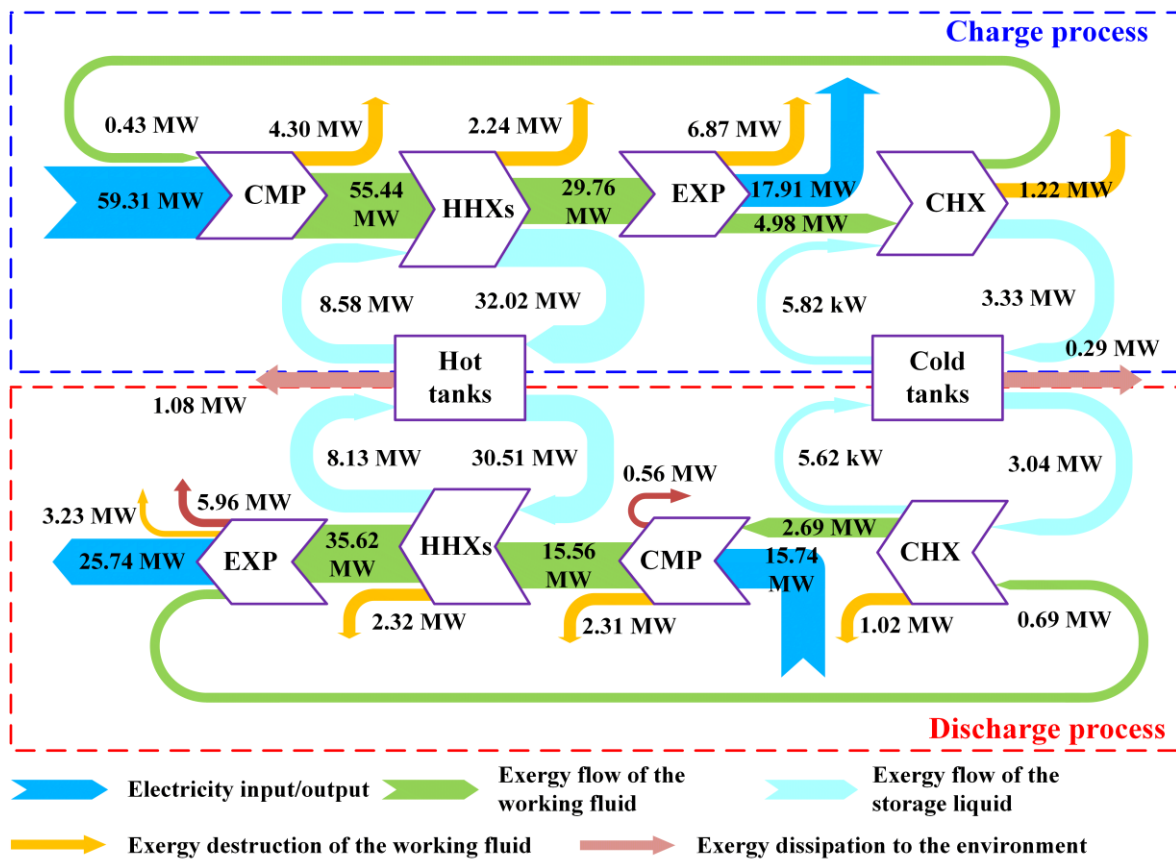 Charge process
0.43 MW
4.30 MW
2.24 MW
6.87 MW
59.31 MW
CMP
55.44
MW
HHXs
29.76
MW
EXP
17.91 MW
4.98 MW
CHX
1.22 MW
8.58 MW
32.02 MW
5.82 kW
3.33 MW
0.29 MW
Hot
tanks
Cold
tanks
1.08 MW
8.13 MW
30.51 MW
5.62 kW
3.04 MW
0.56 MW
5.96 MW
3.23 MW
25.74 MW
EXP
35.62
MW
HHXs
15.56
MW
CMP
15.74
MW
2.69 MW
CHX
2.32 MW
2.31 MW
1.02 MW
0.69 MW
Discharge process
Electricity input/output
Exergy flow of the
working fluid
Exergy flow of the
storage liquid
Exergy destruction of the working fluid
Exergy dissipation to the environment